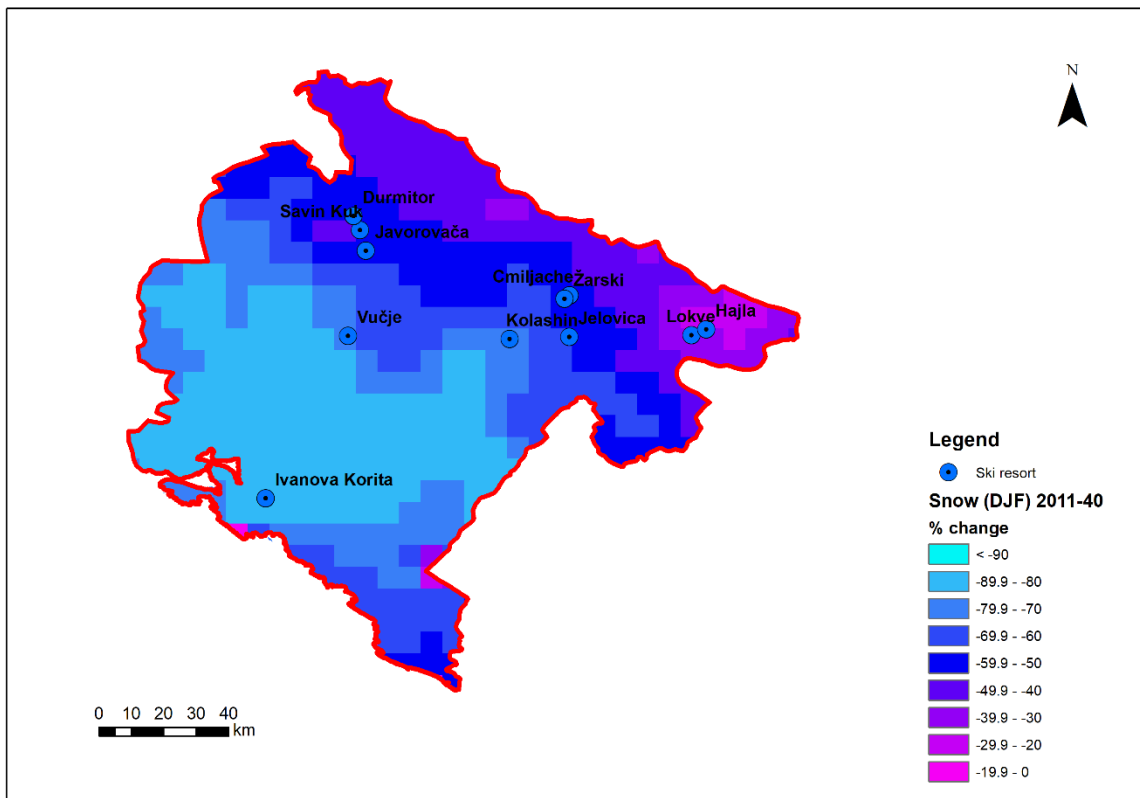 N
Durmitor
Savin Kuk
Javorovača
Cmiljache
Žarski
Vučje
Kolashin
Jelovica
Lokve
Hajla
Ivanova Korita
Legend
Ski resort
Snow (DJF) 2011-40
% change
< -90
-89.9 - -80
-79.9 - -70
-69.9 - -60
-59.9 - -50
-49.9 - -40
-39.9 - -30
-29.9 - -20
-19.9 - 0
0 10 20 30 40
km